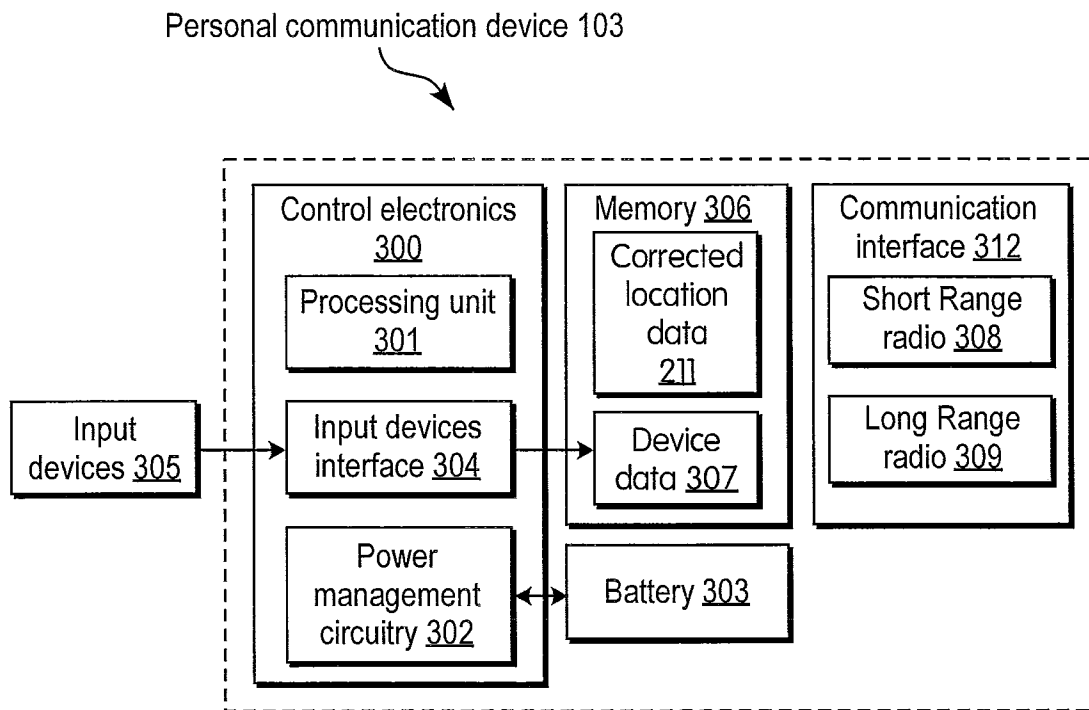 Personal communication device 103
Control electronics
300
Processing unit
301
Input devices
interface 304
Power
management
circuitry 302
Input
devices 305
Memory 306
Corrected
location
data
211
Device
data 307
Battery 303
Communication
interface 312
Short Range
radio 308
Long Range
radio 309